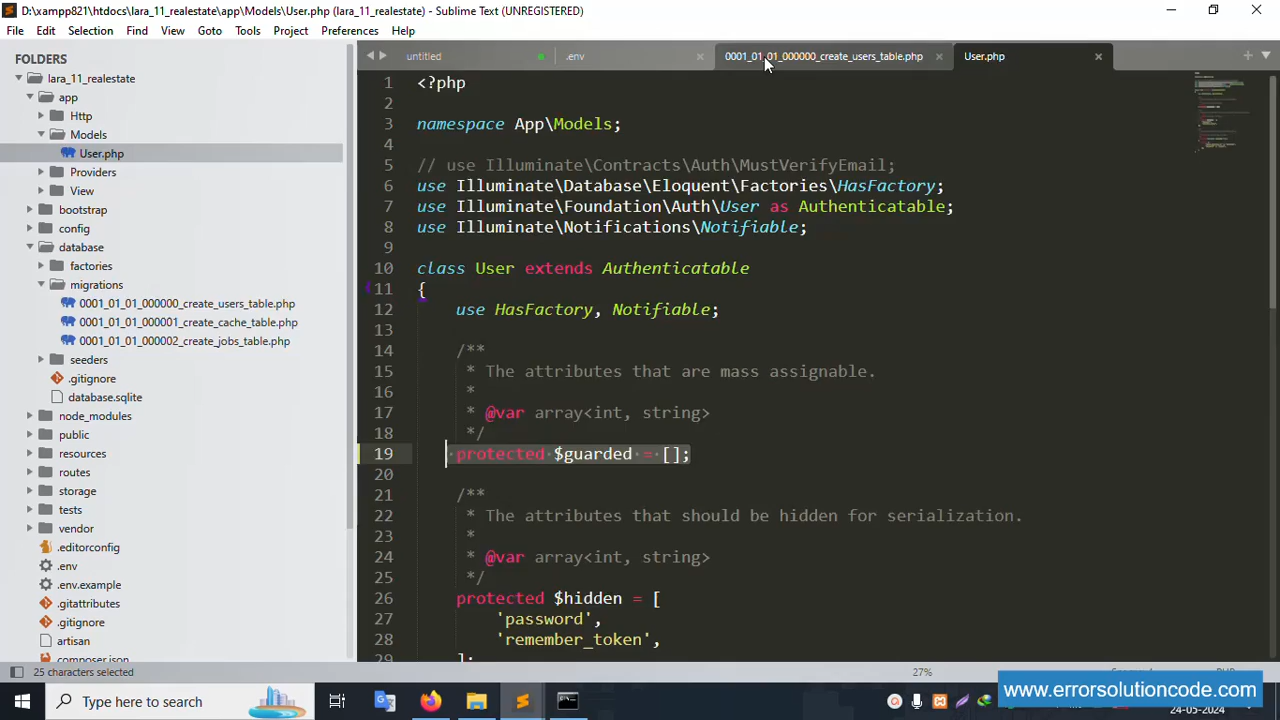 D:\xampp821\htdocs\lara_11_realestate\app\Models\User.php (lara_11_realestate) - Sublime Text (UNREGISTERED)
File Edit Selection Find View Goto Tools Project Preferences Help
FOLDERS
lara_11_realestate
app
Http
Models
User.php
Providers
View
bootstrap
config
database
factories
migrations
0001_01_01_000000_create_users_table.php
0001_01_01_000001_create_cache_table.php
0001_01_01_000002_create_jobs_table.php
seeders
.gitignore
database.sqlite
node_modules
public
resources
routes
storage
tests
vendor
.editorconfig
.env
.env.example
.gitattributes
.gitignore
artisan
composer.json
untitled .env 0001_01_01_000000_create_users_table.php User.php
1 <?php
2
3 namespace App\Models;
4
5 // use Illuminate\Contracts\Auth\MustVerifyEmail;
6 use Illuminate\Database\Eloquent\Factories\HasFactory;
7 use Illuminate\Foundation\Auth\User as Authenticatable;
8 use Illuminate\Notifications\Notifiable;
9
10 class User extends Authenticatable
11 {
12 use HasFactory, Notifiable;
13
14 /**
15 * The attributes that are mass assignable.
16 *
17 * @var array<int, string>
18 */
19 protected $guarded = [];
20
21 /**
22 * The attributes that should be hidden for serialization.
23 *
24 * @var array<int, string>
25 */
26 protected $hidden = [
27 'password',
28 'remember_token',
29 ];
25 characters selected 27%
Type here to search
www.errorsolutioncode.com
24-05-2024